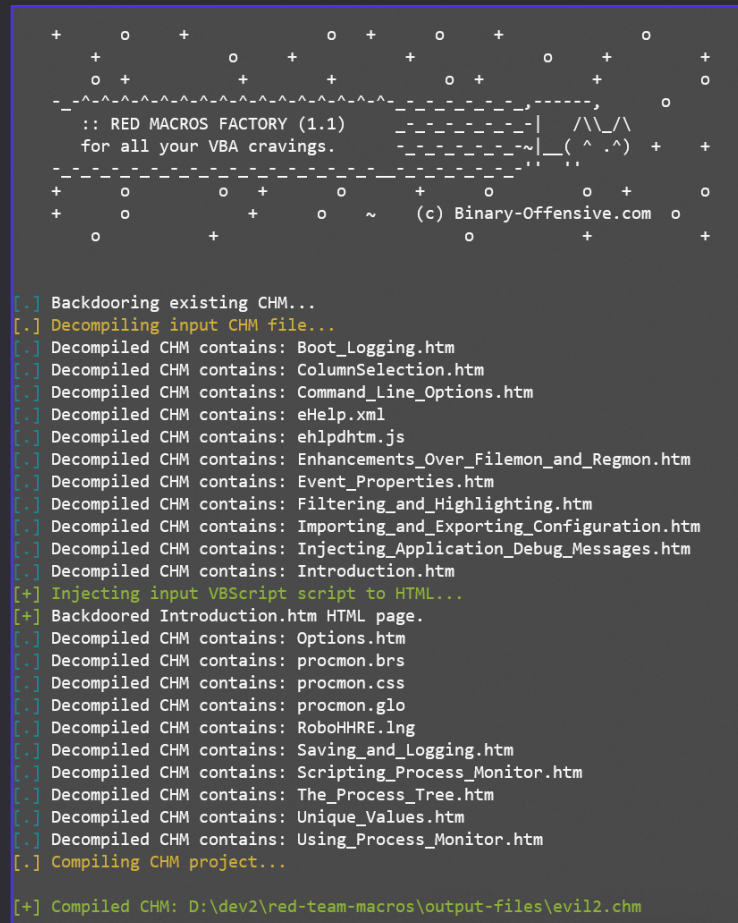 + o + o + o + o
+ o + + o + +
o + + + o + + o
-_-^-^-^-^-^-^-^-^-^-^-^-^-^-^-^-^-_-_-_-_-_-_-_,------, o
:: RED MACROS FACTORY (1.1) _-_-_-_-_-_-_-| /\\_/\
for all your VBA cravings. -_-_-_-_-_-_-~|__( ^ .^) + +
-_-_-_-_-_-_-_-_-_-_-_-_-_-_-_-_-__-_-_-_-_-_-_-'' ''
+ o o + o + o o + o
+ o + o ~ (c) Binary-Offensive.com o
o + o + +
[.] Backdooring existing CHM...
[.] Decompiling input CHM file...
[.] Decompiled CHM contains: Boot_Logging.htm
[.] Decompiled CHM contains: ColumnSelection.htm
[.] Decompiled CHM contains: Command_Line_Options.htm
[.] Decompiled CHM contains: eHelp.xml
[.] Decompiled CHM contains: ehlpdhtm.js
[.] Decompiled CHM contains: Enhancements_Over_Filemon_and_Regmon.htm
[.] Decompiled CHM contains: Event_Properties.htm
[.] Decompiled CHM contains: Filtering_and_Highlighting.htm
[.] Decompiled CHM contains: Importing_and_Exporting_Configuration.htm
[.] Decompiled CHM contains: Injecting_Application_Debug_Messages.htm
[.] Decompiled CHM contains: Introduction.htm
[+] Injecting input VBScript script to HTML...
[+] Backdoored Introduction.htm HTML page.
[.] Decompiled CHM contains: Options.htm
[.] Decompiled CHM contains: procmon.brs
[.] Decompiled CHM contains: procmon.css
[.] Decompiled CHM contains: procmon.glo
[.] Decompiled CHM contains: RoboHHRE.lng
[.] Decompiled CHM contains: Saving_and_Logging.htm
[.] Decompiled CHM contains: Scripting_Process_Monitor.htm
[.] Decompiled CHM contains: The_Process_Tree.htm
[.] Decompiled CHM contains: Unique_Values.htm
[.] Decompiled CHM contains: Using_Process_Monitor.htm
[.] Compiling CHM project...
[+] Compiled CHM: D:\dev2\red-team-macros\output-files\evil2.chm